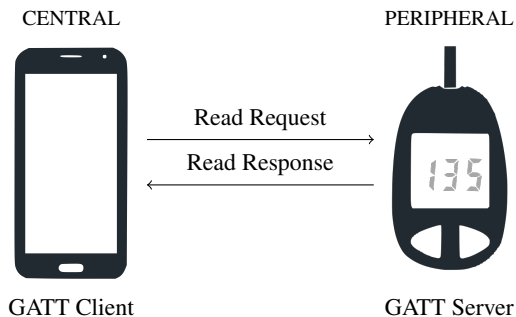 CENTRAL
PERIPHERAL
Read Request
Read Response
135
GATT Client
GATT Server